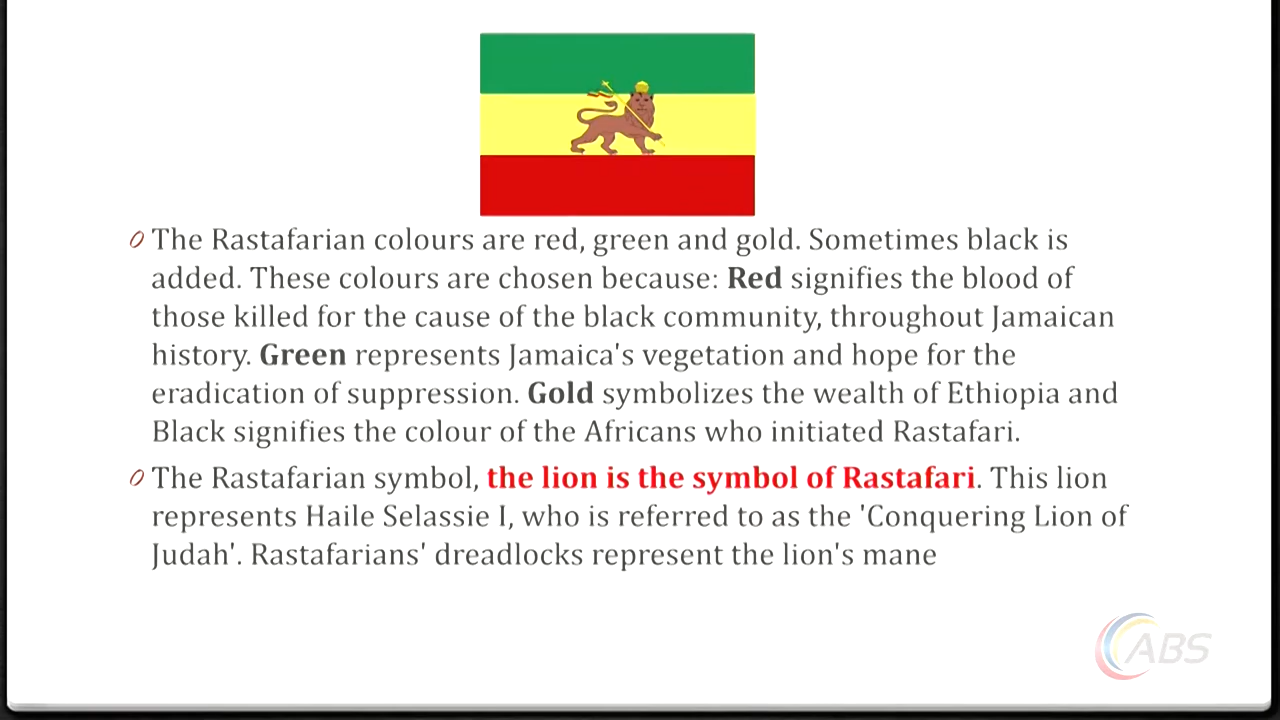 The Rastafarian colours are red, green and gold. Sometimes black is
added. These colours are chosen because: Red signifies the blood of
those killed for the cause of the black community, throughout Jamaican
history. Green represents Jamaica's vegetation and hope for the
eradication of suppression. Gold symbolizes the wealth of Ethiopia and
Black signifies the colour of the Africans who initiated Rastafari.
The Rastafarian symbol, the lion is the symbol of Rastafari. This lion
represents Haile Selassie I, who is referred to as the 'Conquering Lion of
Judah'. Rastafarians' dreadlocks represent the lion's mane
ABS